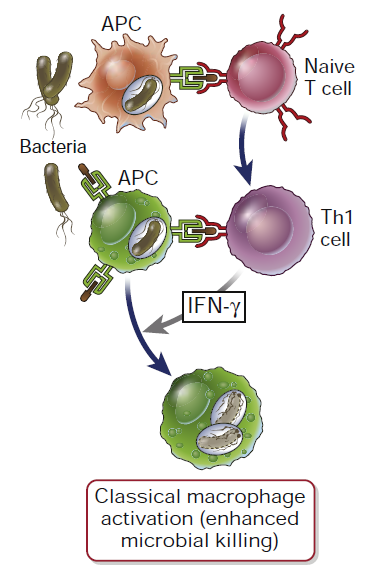 APC
Naive
T cell
Bacteria
APC
Th1
cell
IFN-γ
Classical macrophage
activation (enhanced
microbial killing)